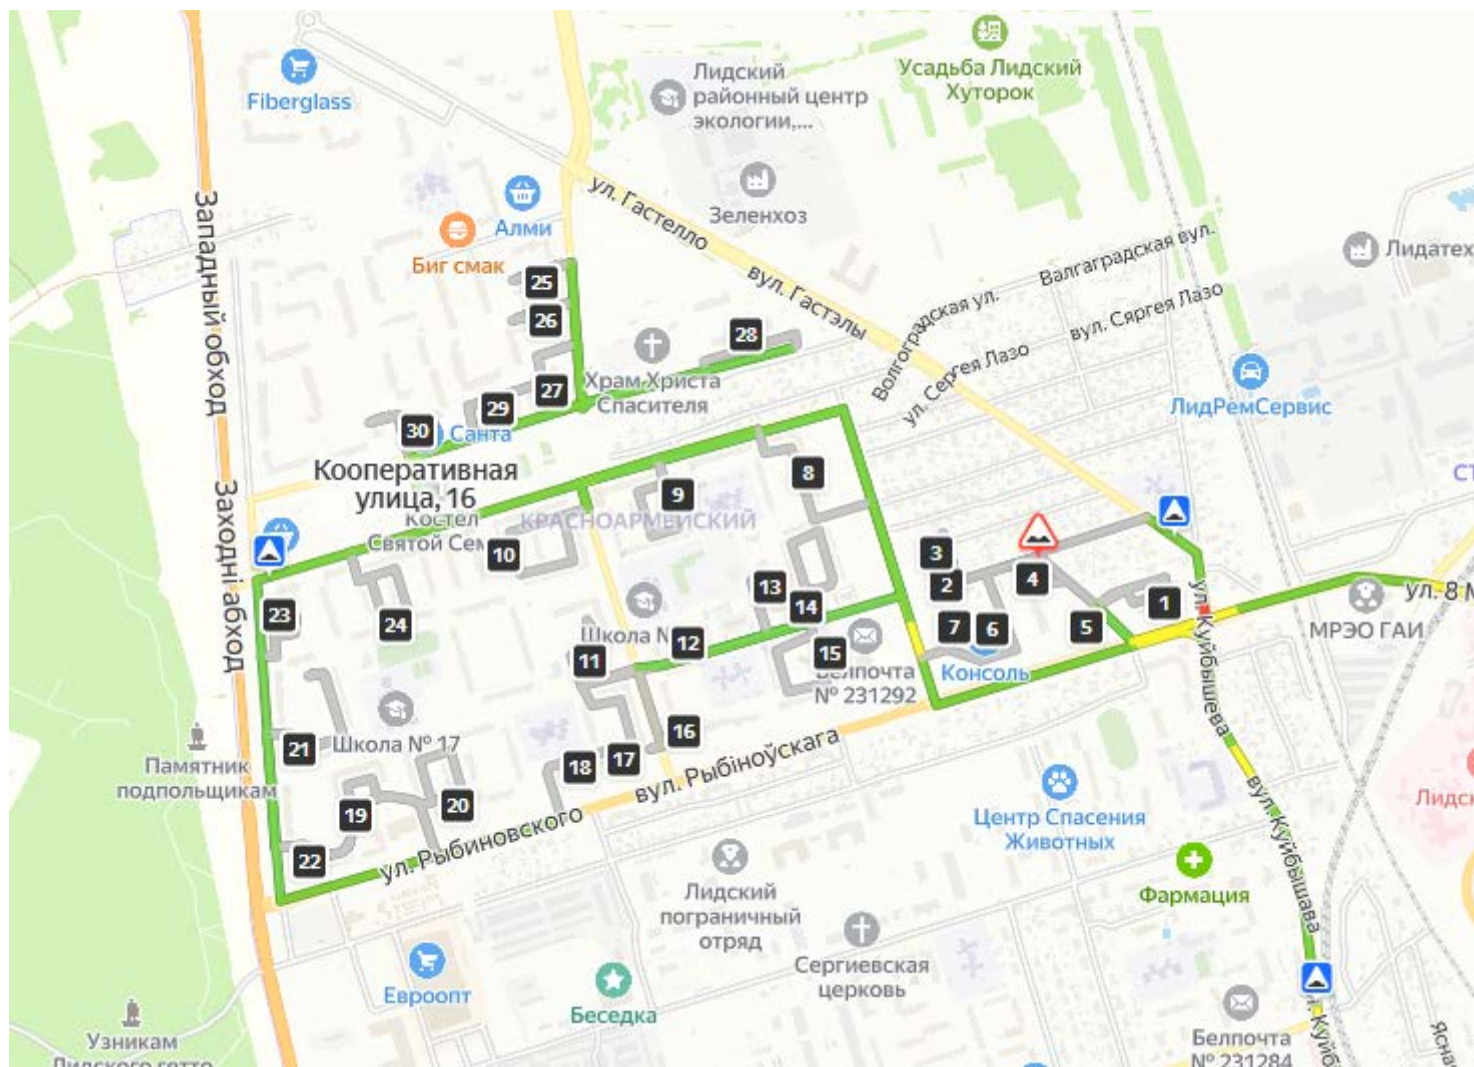 Fiberglass
Лидский
районный центр
экологии,...
Усадьба Лидский
Хуторок
Зеленхоз
Алми
Биг смак
ул. Гастелло
вул. Гастэлы
Волгоградская ул.
Валгаградская вул.
ул. Сергея Лазо
вул. Сяргея Лазо
Лидатех
Западный обход
Заходні абход
25
26
27
28
29
30
Храм Христа
Спасителя
Санта
ЛидРемСервис
Кооперативная
улица, 16
Костел
Святой Сем
КРАСНОАРМЕЙСКИЙ
8
9
10
3
2
4
1
5
7
6
Консоль
ул. Куйбышева
ул. 8 М
МРЭО ГАИ
13
14
15
12
11
Школа №
Белпочта
№ 231292
23
24
21
Школа № 17
16
17
18
19
20
22
Памятник
подпольщикам
ул. Рыбиновского
вул. Рыбіноўскага
Центр Спасения
Животных
вул. Куйбышава
Фармация
Лидск
Лидский
пограничный
отряд
Сергиевская
церковь
Евроопт
Беседка
Узникам
Лидского гетто
Белпочта
№ 231284
Ясна